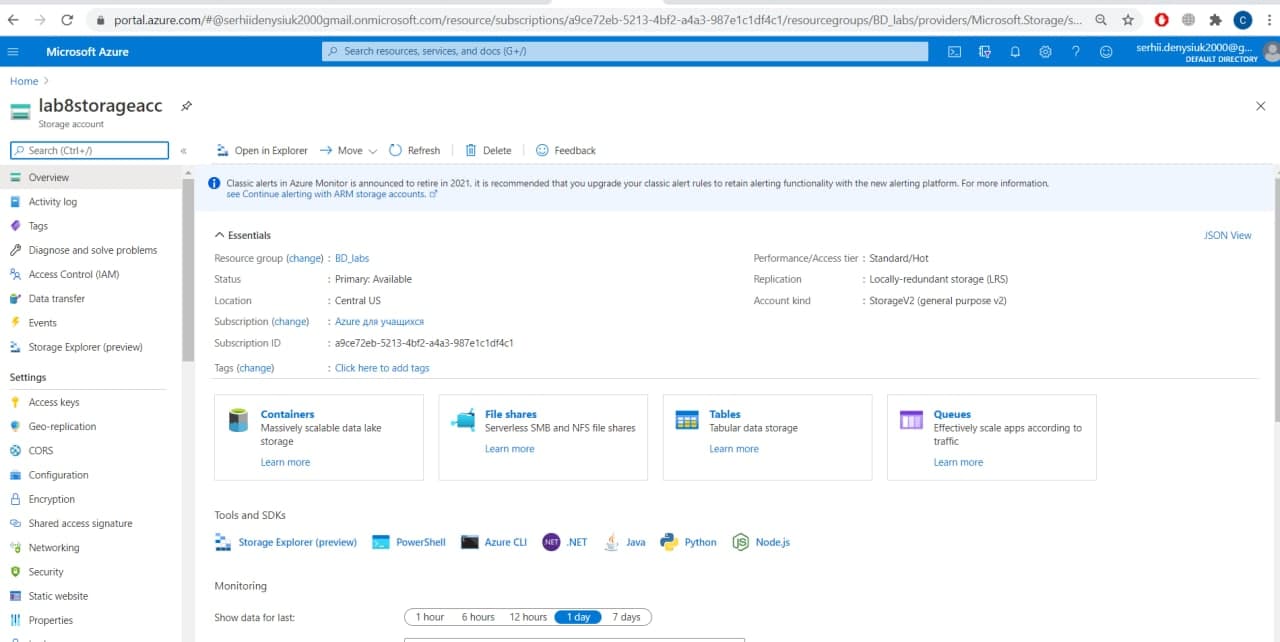 portal.azure.com/#@serhiidenysiuk2000gmail.onmicrosoft.com/resource/subscriptions/a9ce72eb-5213-4bf2-a4a3-987e1c1df4c1/resourcegroups/BD_labs/providers/Microsoft.Storage/s...
C
Microsoft Azure
Search resources, services, and docs (G+/)
serhii.denysiuk2000@g...
DEFAULT DIRECTORY
Home
lab8storageacc
Storage account
Search (Ctrl+/)
Open in Explorer
Move
Refresh
Delete
Feedback
Overview
Activity log
Tags
Diagnose and solve problems
Access Control (IAM)
Data transfer
Events
Storage Explorer (preview)
Settings
Access keys
Geo-replication
CORS
Configuration
Encryption
Shared access signature
Networking
Security
Static website
Properties
Classic alerts in Azure Monitor is announced to retire in 2021, it is recommended that you upgrade your classic alert rules to retain alerting functionality with the new alerting platform. For more information.
see Continue alerting with ARM storage accounts.
Essentials
JSON View
Resource group (change) : BD_labs
Status : Primary: Available
Location : Central US
Subscription (change) : Azure для учащихся
Subscription ID : a9ce72eb-5213-4bf2-a4a3-987e1c1df4c1
Tags (change) : Click here to add tags
Performance/Access tier : Standard/Hot
Replication : Locally-redundant storage (LRS)
Account kind : StorageV2 (general purpose v2)
Containers
Massively scalable data lake
storage
Learn more
File shares
Serverless SMB and NFS file shares
Learn more
Tables
Tabular data storage
Learn more
Queues
Effectively scale apps according to
traffic
Learn more
Tools and SDKs
Storage Explorer (preview)
PowerShell
Azure CLI
NET .NET
Java
Python
JS Node.js
Monitoring
Show data for last:
1 hour 6 hours 12 hours 1 day 7 days